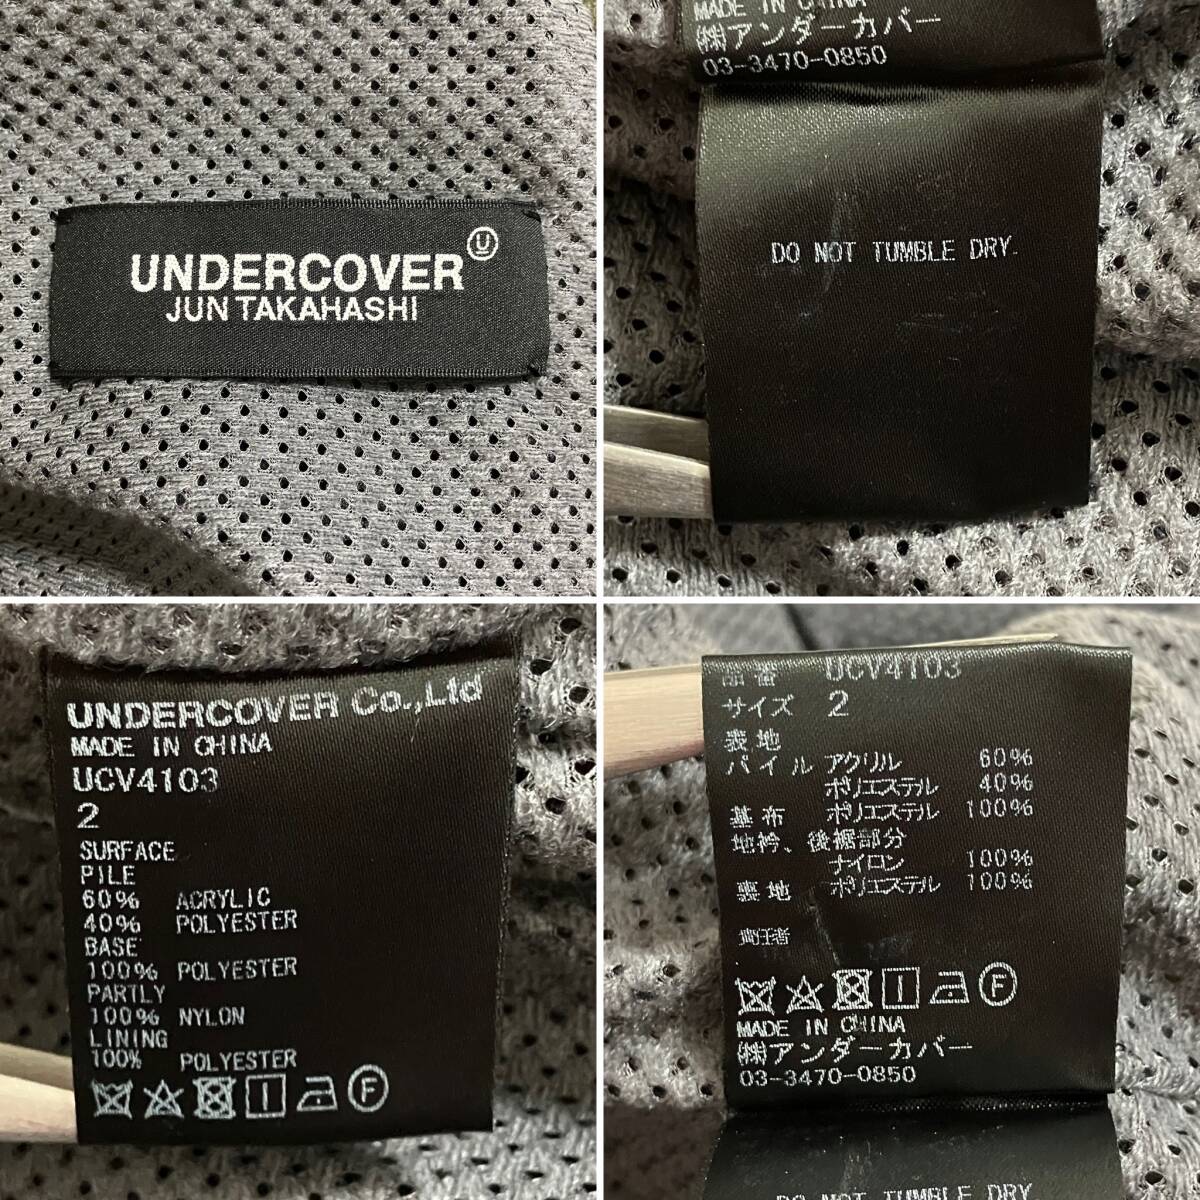 UNDERCOVER
JUN TAKAHASHI
MADE IN CHINA
㈱アンダーカバー
03-3470-0850
DO NOT TUMBLE DRY.
UNDERCOVER Co.,Ltd
MADE IN CHINA
UCV4103
2
SURFACE
PILE
60% ACRYLIC
40% POLYESTER
BASE
100% POLYESTER
PARTLY
100% NYLON
LINING
100% POLYESTER
F
品番 UCV4103
サイズ 2
表地
パイル アクリル 60%
ポリエステル 40%
基布 ポリエステル 100%
地衿、後裾部分
ナイロン 100%
裏地 ポリエステル 100%
F
MADE IN CHINA
㈱アンダーカバー
03-3470-0850
DO NOT TUMBLE DRY